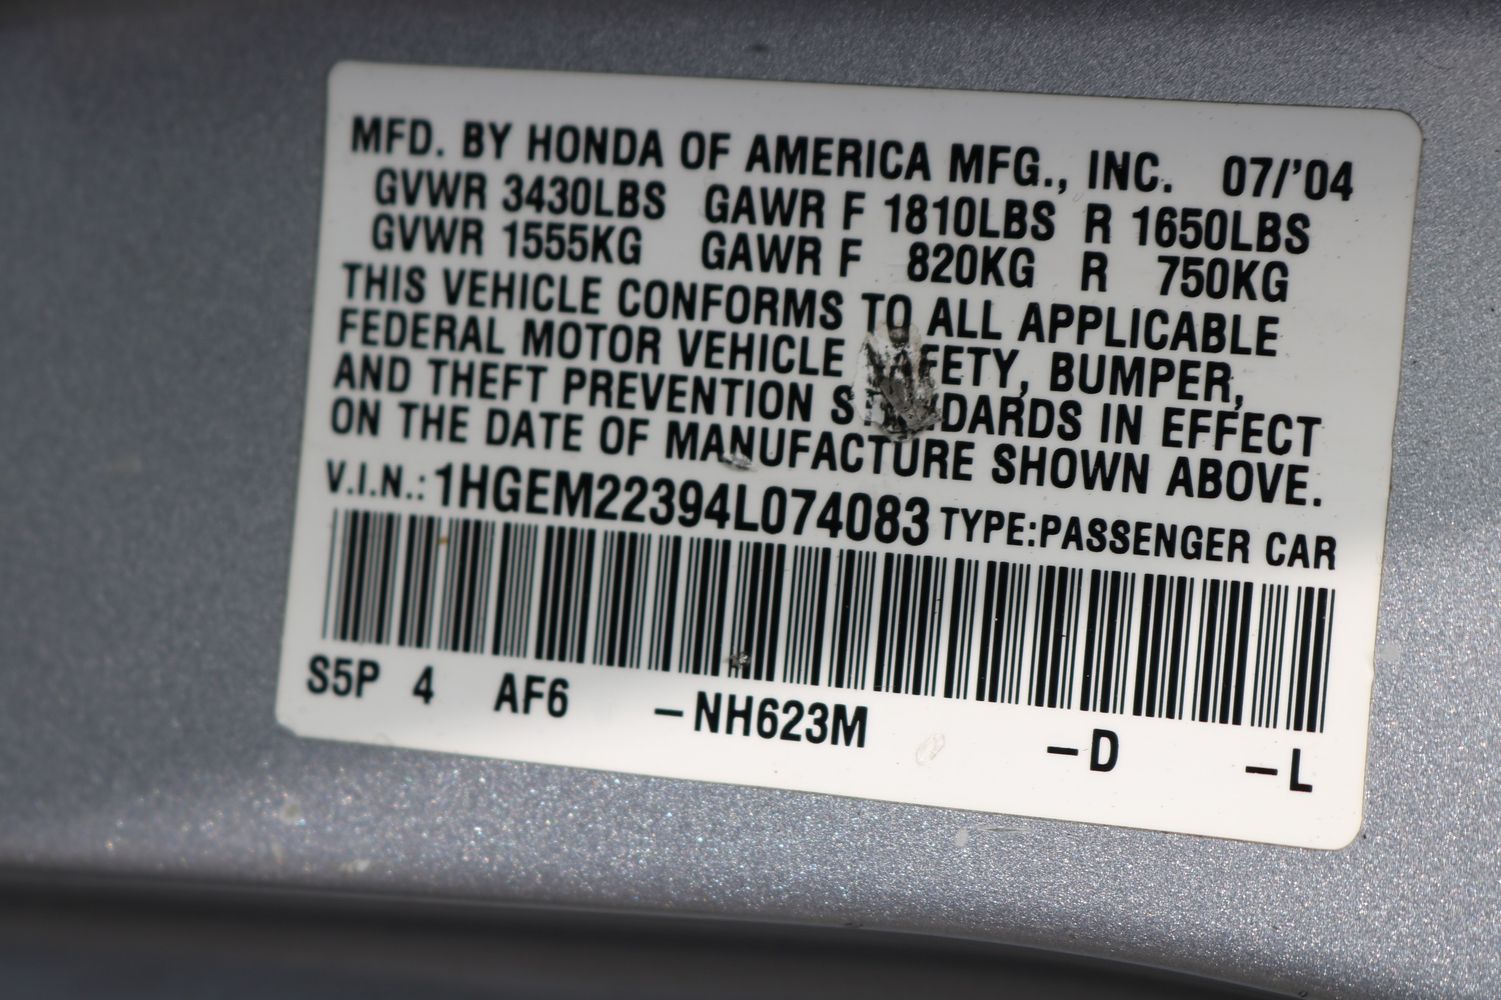 MFD. BY HONDA OF AMERICA MFG., INC. 07/'04
GVWR 3430LBS GAWR F 1810LBS R 1650LBS
GVWR 1555KG GAWR F 820KG R 750KG
THIS VEHICLE CONFORMS TO ALL APPLICABLE
FEDERAL MOTOR VEHICLE FETY, BUMPER,
AND THEFT PREVENTION STANDARDS IN EFFECT
ON THE DATE OF MANUFACTURE SHOWN ABOVE.
V.I.N.: 1HGEM22394L074083 TYPE:PASSENGER CAR
S5P 4 AF6 –NH623M –D –L